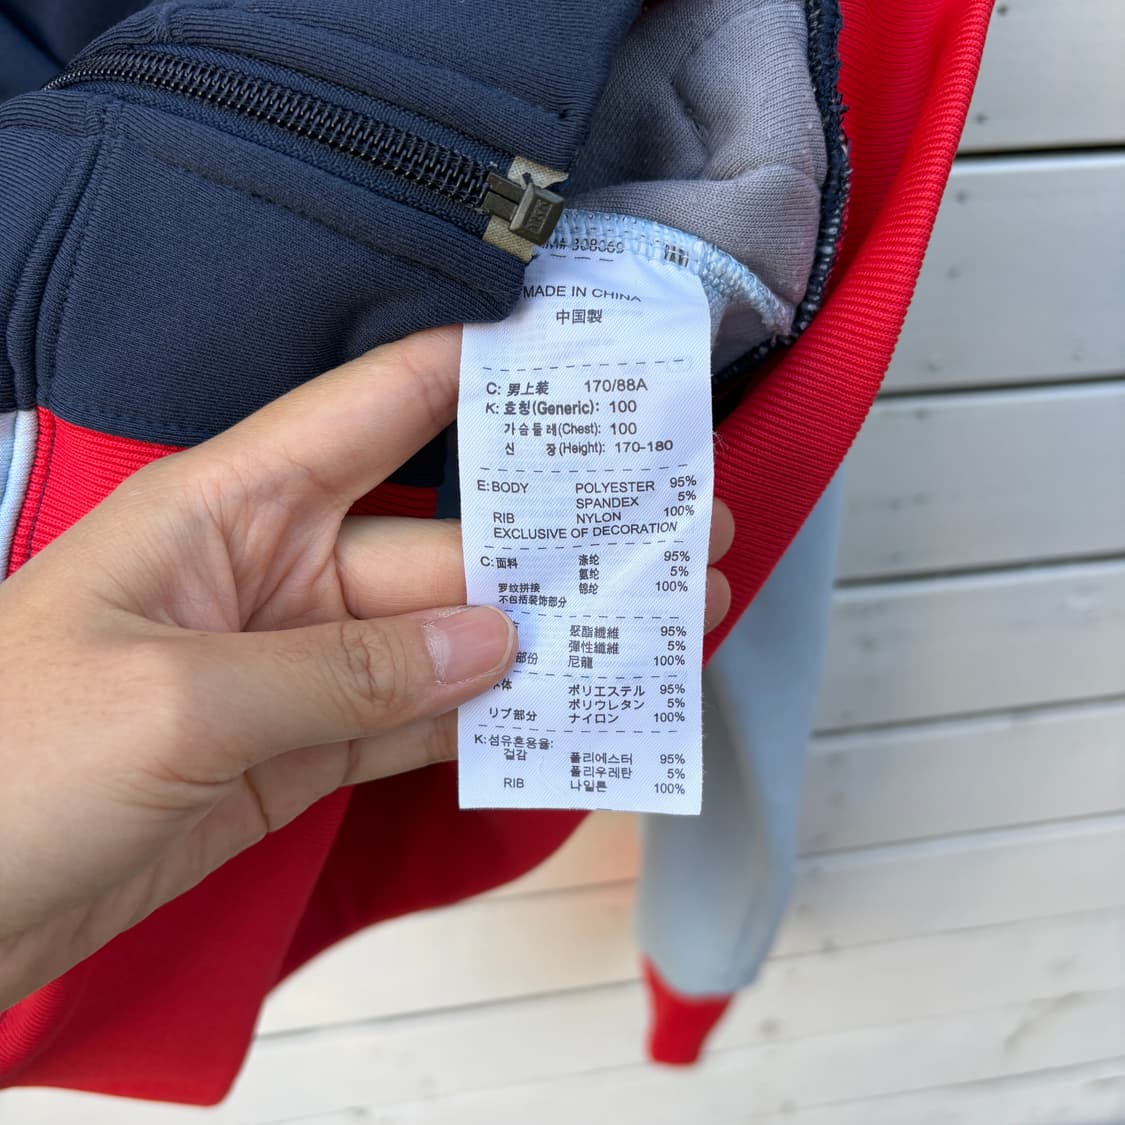 308069
MADE IN CHINA
中国製
C: 男上装 170/88A
K: 호칭(Generic): 100
가슴둘레(Chest): 100
신 장(Height): 170-180
E: BODY POLYESTER 95%
SPANDEX 5%
RIB NYLON 100%
EXCLUSIVE OF DECORATION
C: 面料 涤纶 95%
氨纶 5%
罗纹拼接 锦纶 100%
不包括装饰部分
聚酯纖維 95%
彈性纖維 5%
部份 尼龍 100%
本体 ポリエステル 95%
ポリウレタン 5%
リブ部分 ナイロン 100%
K: 섬유혼용율:
겉감 폴리에스터 95%
폴리우레탄 5%
RIB 나일론 100%